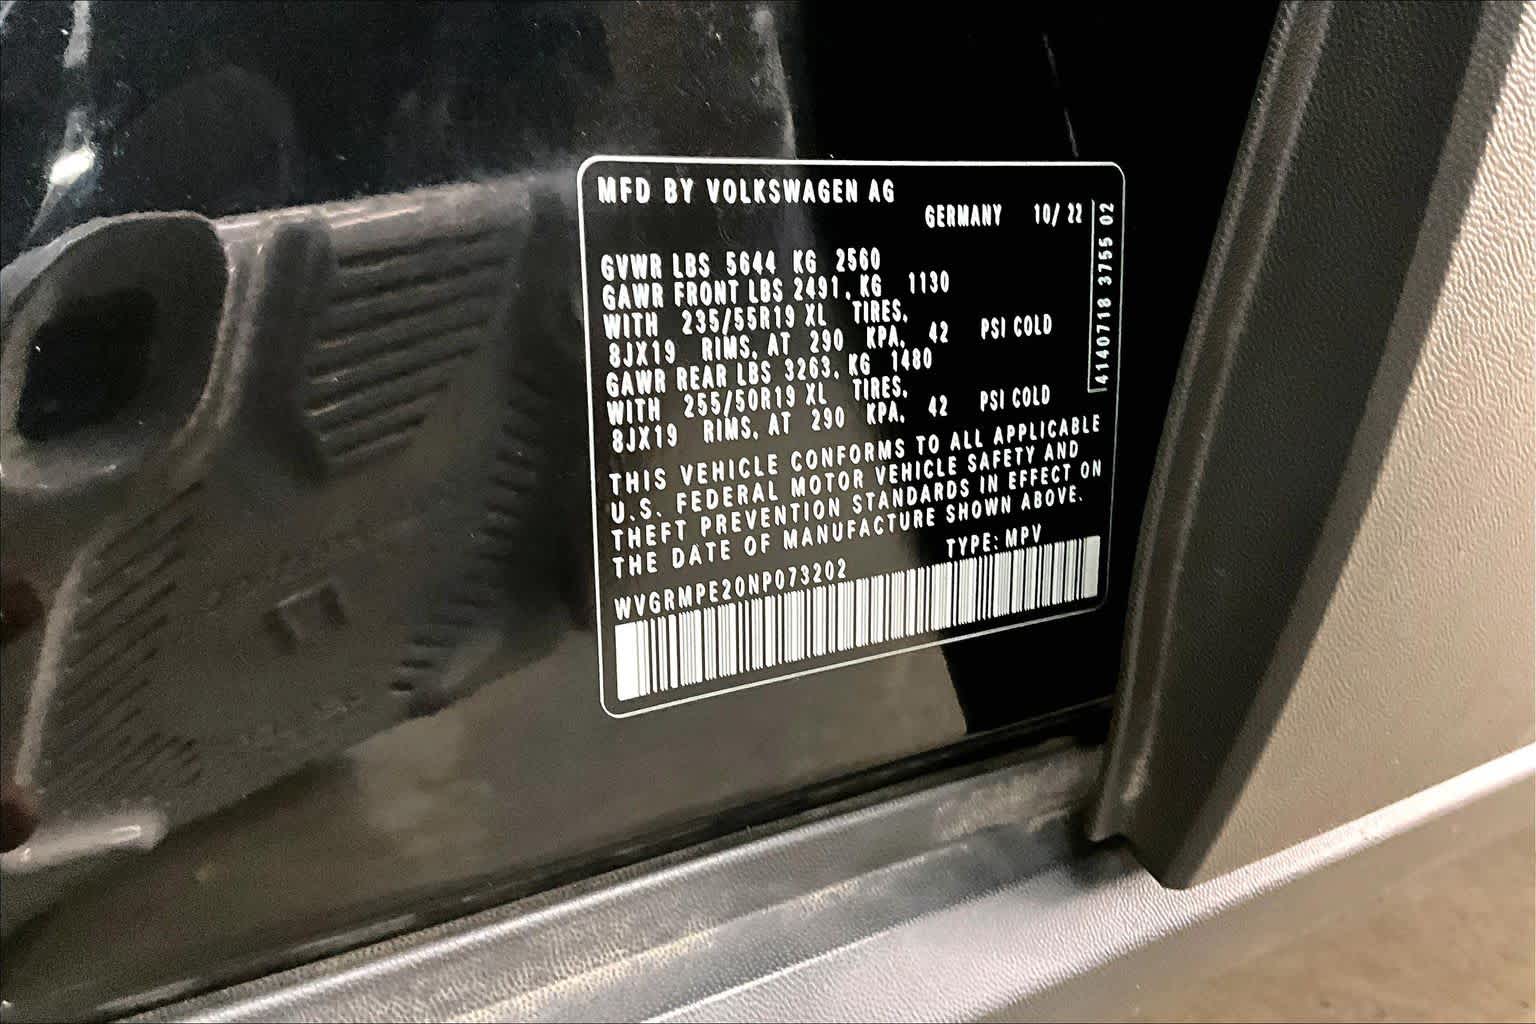 MFD BY VOLKSWAGEN AG
GERMANY 10/ 22
GVWR LBS 5644 KG 2560
GAWR FRONT LBS 2491, KG 1130
WITH 235/55R19 XL TIRES,
8JX19 RIMS, AT 290 KPA, 42 PSI COLD
GAWR REAR LBS 3263, KG 1480
WITH 255/50R19 XL TIRES,
8JX19 RIMS, AT 290 KPA, 42 PSI COLD
THIS VEHICLE CONFORMS TO ALL APPLICABLE
U.S. FEDERAL MOTOR VEHICLE SAFETY AND
THEFT PREVENTION STANDARDS IN EFFECT ON
THE DATE OF MANUFACTURE SHOWN ABOVE.
TYPE: MPV
WVGRMPE20NP073202
4140718 3755 02